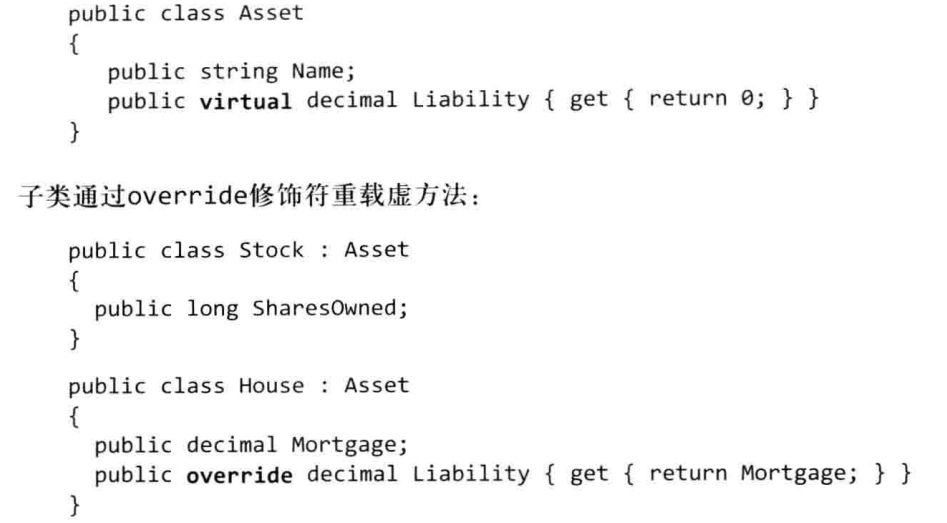 public class Asset
{
public string Name;
public virtual decimal Liability { get { return 0; } }
}
子类通过override修饰符重载虚方法：
public class Stock : Asset
{
public long SharesOwned;
}
public class House : Asset
{
public decimal Mortgage;
public override decimal Liability { get { return Mortgage; } }
}